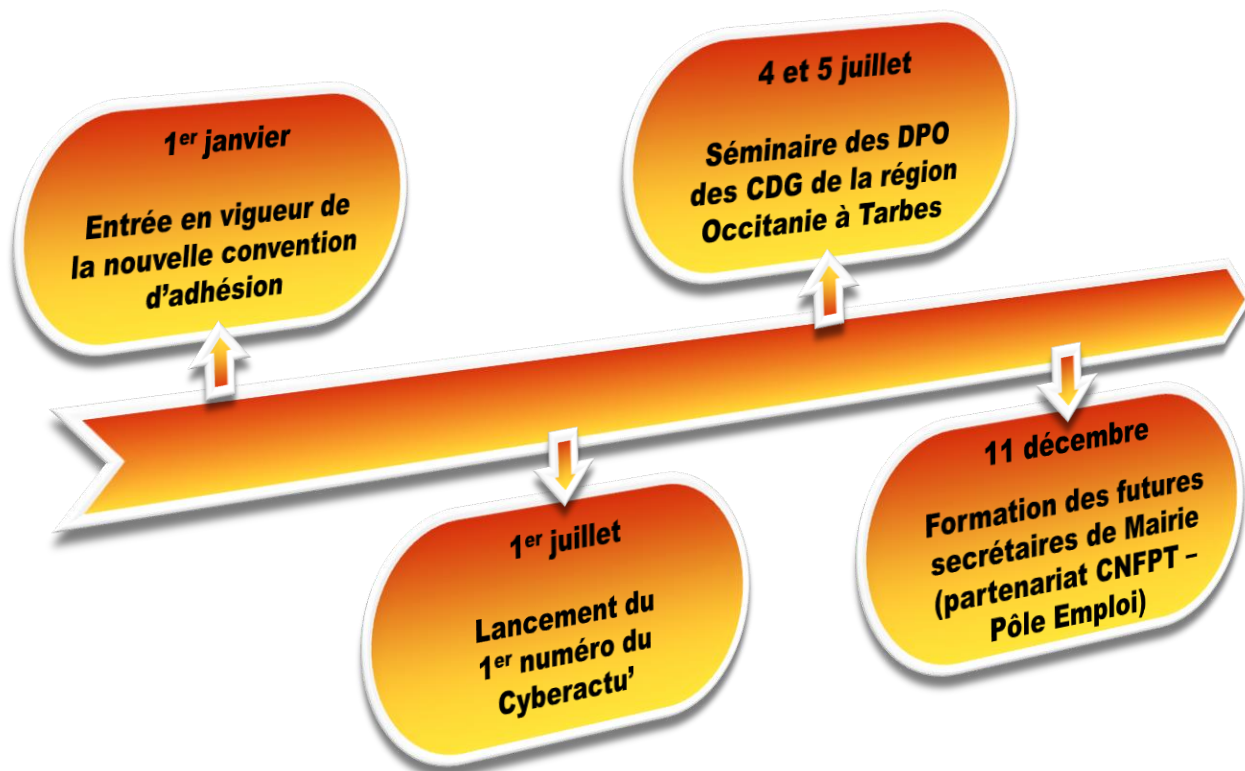 1er janvier
Entrée en vigueur de
la nouvelle convention
d’adhésion
1er juillet
Lancement du
1er numéro du
Cyberactu’
4 et 5 juillet
Séminaire des DPO
des CDG de la région
Occitanie à Tarbes
11 décembre
Formation des futures
secrétaires de Mairie
(partenariat CNFPT –
Pôle Emploi)